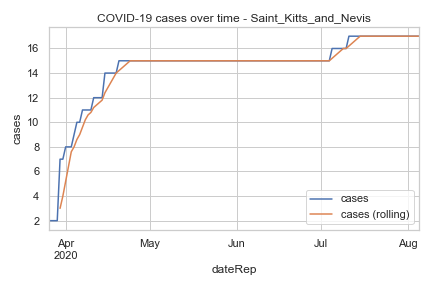 COVID-19 cases over time - Saint_Kitts_and_Nevis
cases
16
14
12
10
8
6
4
2
Apr
2020
May
Jun
Jul
Aug
dateRep
cases
cases (rolling)